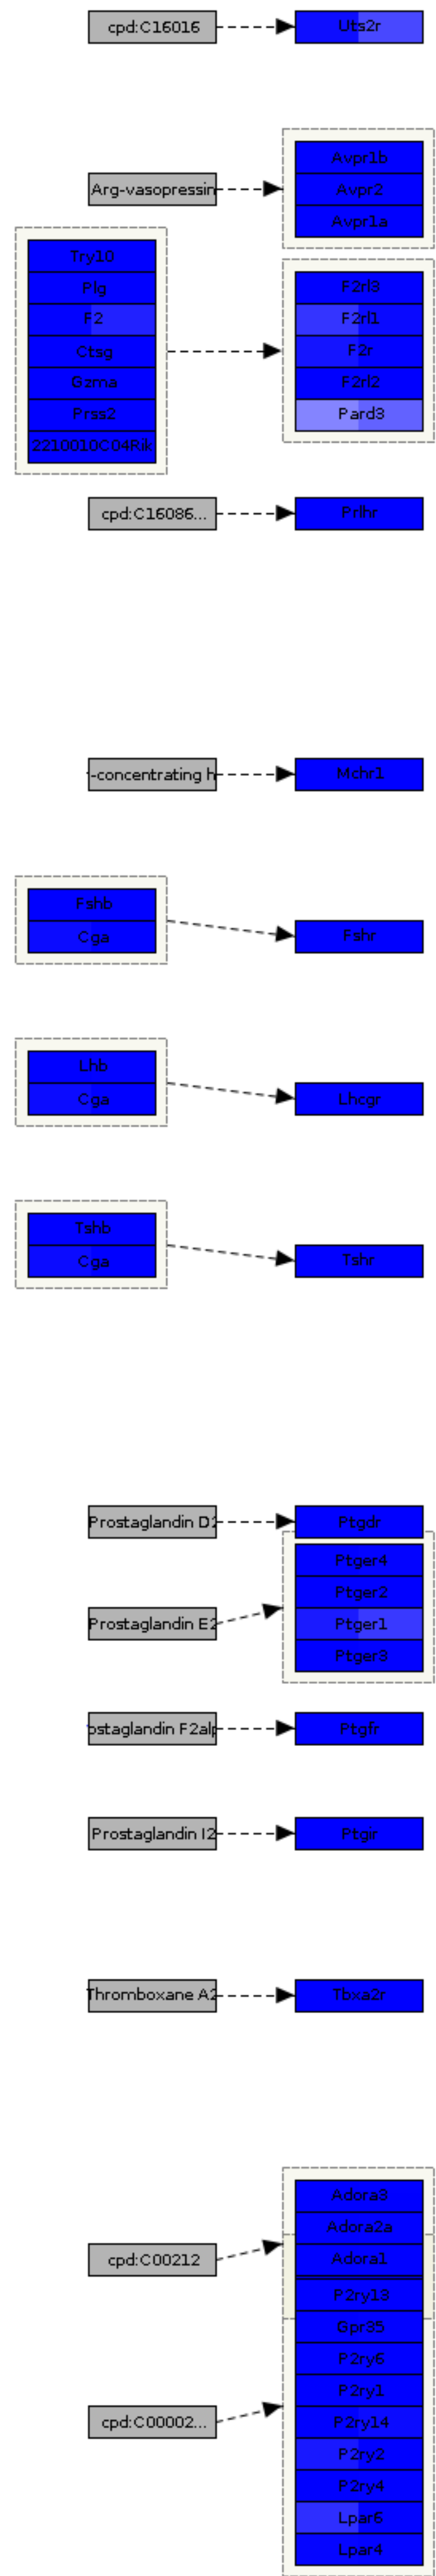 cpd:C16016
Uts2r
Avpr1b
Arg-vasopressin
Avpr2
Avpr1a
Try10
Plg
F2
Ctsg
Gzma
Prss2
2210010C04Rik
F2rl3
F2rl1
F2r
F2rl2
Pard3
cpd:C16086...
Prlhr
-concentrating h
Mchr1
Fshb
Cga
Fshr
Lhb
Cga
Lhcgr
Tshb
Cga
Tshr
Prostaglandin D2
Ptgdr
Ptger4
Ptger2
Prostaglandin E2
Ptger1
Ptger3
ostaglandin F2alp
Ptgfr
Prostaglandin I2
Ptgir
Thromboxane A2
Tbxa2r
Adora3
Adora2a
cpd:C00212
Adora1
P2ry13
Gpr35
P2ry6
P2ry1
cpd:C00002...
P2ry14
P2ry2
P2ry4
Lpar6
Lpar4